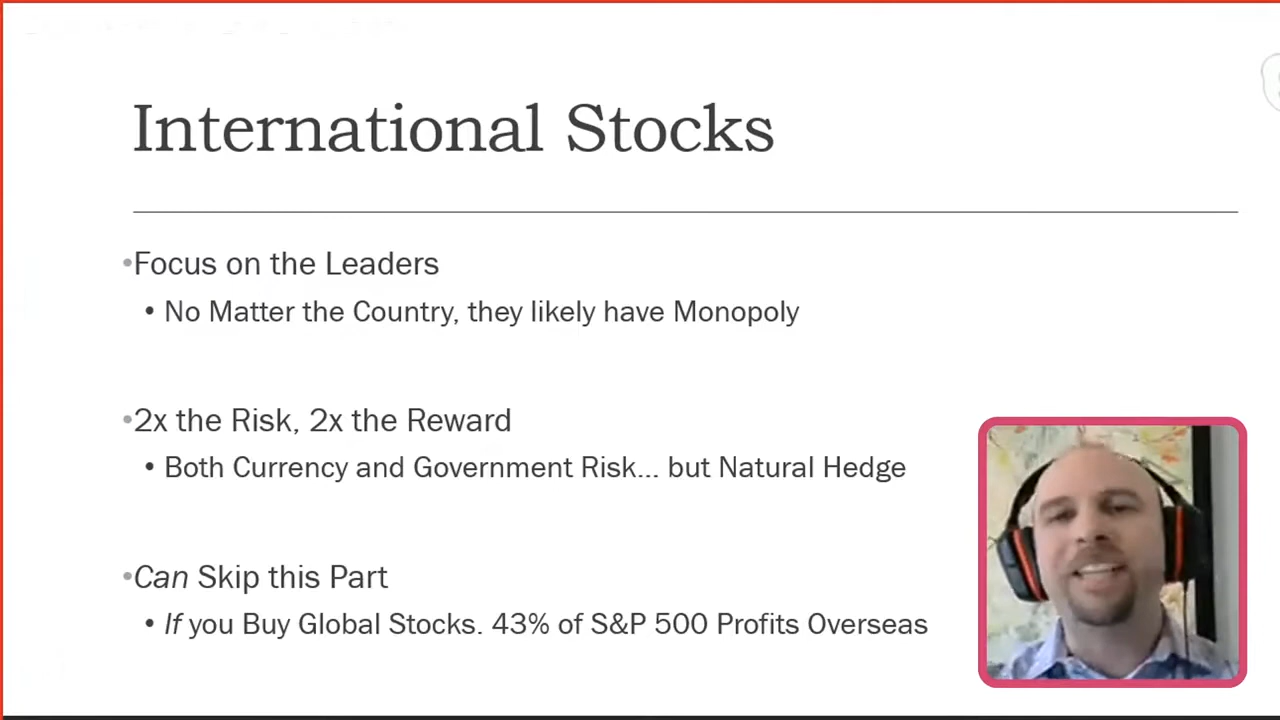 International Stocks
•Focus on the Leaders
• No Matter the Country, they likely have Monopoly
•2x the Risk, 2x the Reward
• Both Currency and Government Risk... but Natural Hedge
•Can Skip this Part
• If you Buy Global Stocks. 43% of S&P 500 Profits Overseas